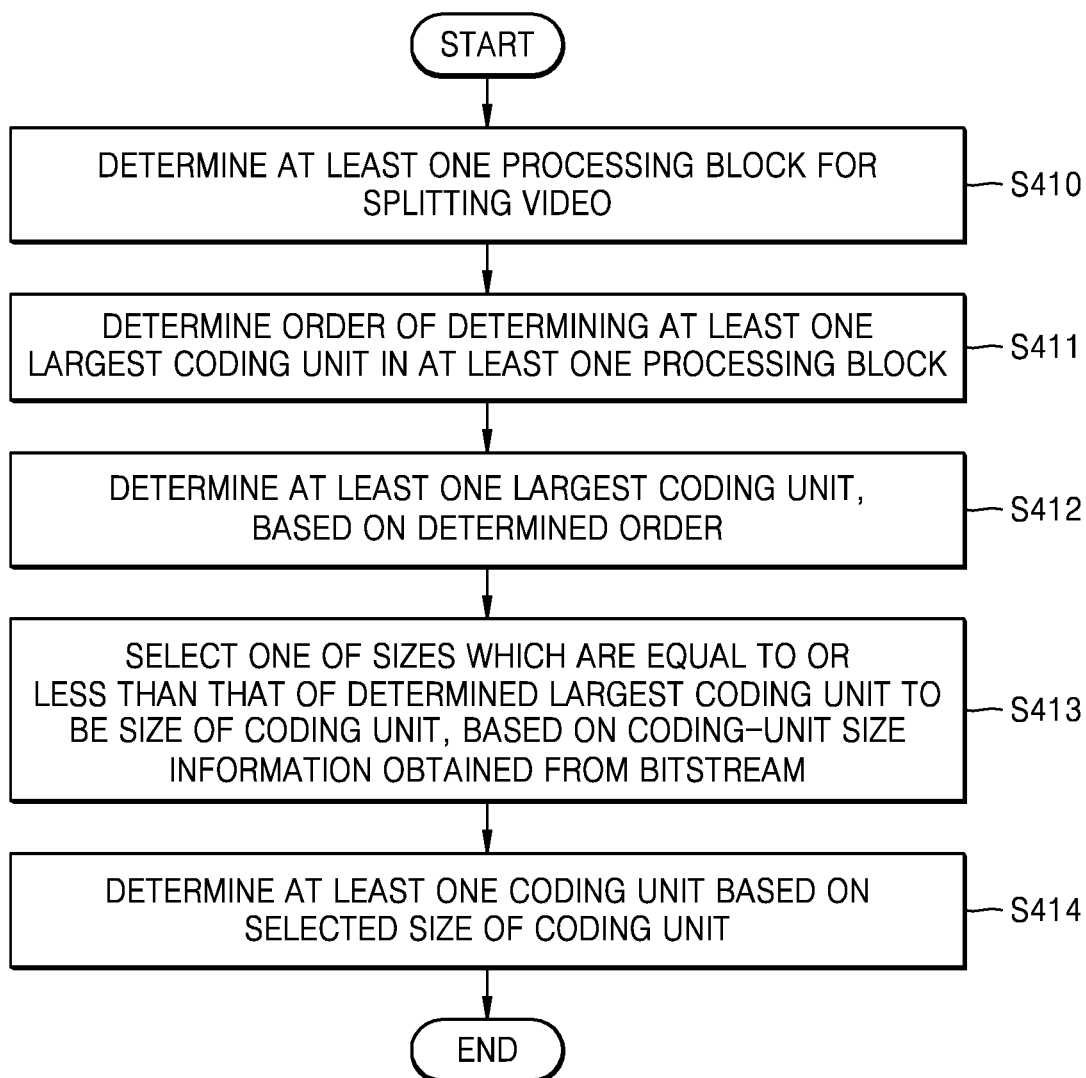 START
DETERMINE AT LEAST ONE PROCESSING BLOCK FOR
SPLITTING VIDEO
S410
DETERMINE ORDER OF DETERMINING AT LEAST ONE
LARGEST CODING UNIT IN AT LEAST ONE PROCESSING BLOCK
S411
DETERMINE AT LEAST ONE LARGEST CODING UNIT,
BASED ON DETERMINED ORDER
S412
SELECT ONE OF SIZES WHICH ARE EQUAL TO OR
LESS THAN THAT OF DETERMINED LARGEST CODING UNIT TO
BE SIZE OF CODING UNIT, BASED ON CODING-UNIT SIZE
INFORMATION OBTAINED FROM BITSTREAM
S413
DETERMINE AT LEAST ONE CODING UNIT BASED ON
SELECTED SIZE OF CODING UNIT
S414
END